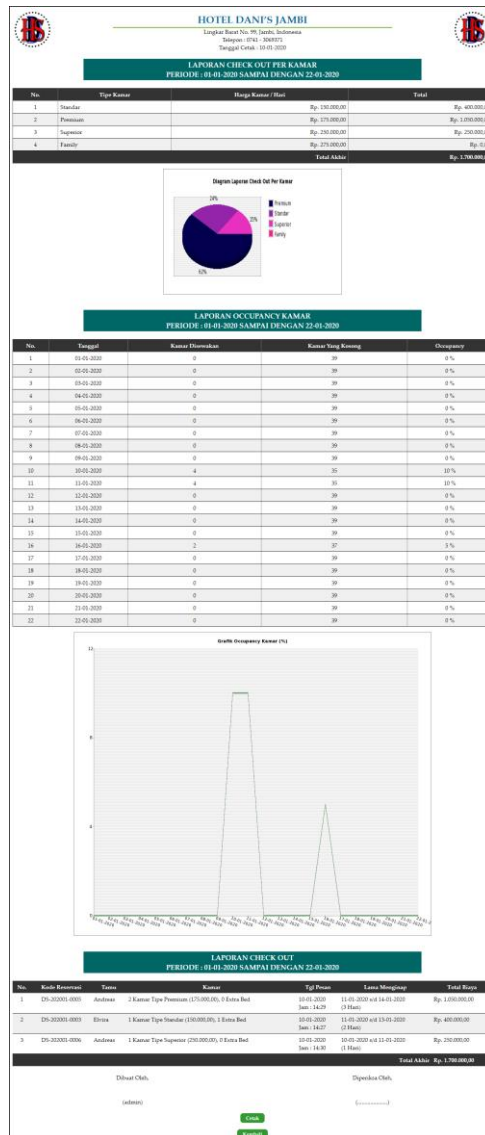 HOTEL DANI'S JAMBI
Lingkar Barat No. 99, Jambi, Indonesia
Telepon : 0741 - 3069371
Tanggal Cetak : 10-01-2020
LAPORAN CHECK OUT PER KAMAR
PERIODE : 01-01-2020 SAMPAI DENGAN 22-01-2020
No. Tipe Kamar Harga Kamar / Hari Total
1 Standar Rp. 150.000,00 Rp. 400.000,
2 Premium Rp. 175.000,00 Rp. 1.050.000,
3 Superior Rp. 250.000,00 Rp. 250.000,
4 Family Rp. 275.000,00 Rp. 0,
Total Akhir Rp. 1.700.000,
Diagram Laporan Check Out Per Kamar
24%
15%
62%
Premium
Standar
Superior
Family
LAPORAN OCCUPANCY KAMAR
PERIODE : 01-01-2020 SAMPAI DENGAN 22-01-2020
No. Tanggal Kamar Disewakan Kamar Yang Kosong Occupancy
1 01-01-2020 0 39 0 %
2 02-01-2020 0 39 0 %
3 03-01-2020 0 39 0 %
4 04-01-2020 0 39 0 %
5 05-01-2020 0 39 0 %
6 06-01-2020 0 39 0 %
7 07-01-2020 0 39 0 %
8 08-01-2020 0 39 0 %
9 09-01-2020 0 39 0 %
10 10-01-2020 4 35 10 %
11 11-01-2020 4 35 10 %
12 12-01-2020 0 39 0 %
13 13-01-2020 0 39 0 %
14 14-01-2020 0 39 0 %
15 15-01-2020 0 39 0 %
16 16-01-2020 2 37 5 %
17 17-01-2020 0 39 0 %
18 18-01-2020 0 39 0 %
19 19-01-2020 0 39 0 %
20 20-01-2020 0 39 0 %
21 21-01-2020 0 39 0 %
22 22-01-2020 0 39 0 %
Grafik Occupancy Kamar (%)
12
8
4
0
LAPORAN CHECK OUT
PERIODE : 01-01-2020 SAMPAI DENGAN 22-01-2020
No. Kode Reservasi Tamu Kamar Tgl Pesan Lama Menginap Total Biaya
1 DS-202001-0005 Andreas 2 Kamar Tipe Premium (175.000,00), 0 Extra Bed 10-01-2020 11-01-2020 s/d 14-01-2020 Rp. 1.050.000,00
Jam : 14:29 (3 Hari)
2 DS-202001-0003 Elviza 1 Kamar Tipe Standar (150.000,00), 1 Extra Bed 10-01-2020 11-01-2020 s/d 13-01-2020 Rp. 400.000,00
Jam : 14:27 (2 Hari)
3 DS-202001-0006 Andreas 1 Kamar Tipe Superior (250.000,00), 0 Extra Bed 10-01-2020 10-01-2020 s/d 11-01-2020 Rp. 250.000,00
Jam : 14:30 (1 Hari)
Total Akhir Rp. 1.700.000,00
Dibuat Oleh, Diperiksa Oleh,
(admin) (..................)
Cetak
Kembali